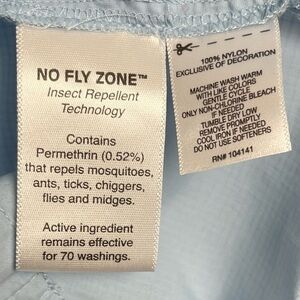 NO FLY ZONE™
Insect Repellent
Technology
Contains
Permethrin (0.52%)
that repels mosquitoes,
ants, ticks, chiggers,
flies and midges.
Active ingredient
remains effective
for 70 washings.
100% NYLON
EXCLUSIVE OF DECORATION
MACHINE WASH WARM
WITH LIKE COLORS
GENTLE CYCLE
ONLY NON-CHLORINE BLEACH
IF NEEDED
TUMBLE DRY LOW
REMOVE PROMPTLY
COOL IRON IF NEEDED
DO NOT USE SOFTENERS
RN# 104141